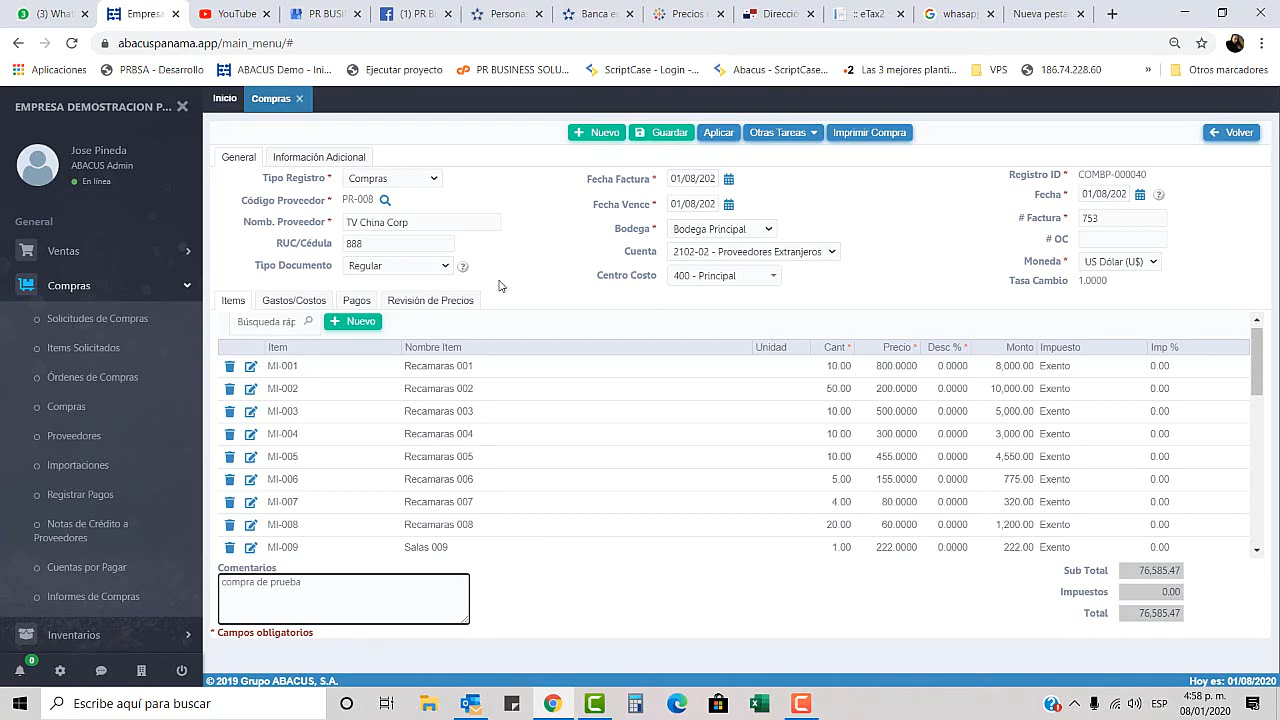 3 Wha
Empresa
YouTube
PR BUSIN
(1) PR B
Persona
Banca e
Precios
Direcció
:: eTax2
whasap
Nueva pesta
abacuspanama.app/main_menu/#
Aplicaciones
PRBSA - Desarrollo
ABACUS Demo - Ini...
Ejecutar proyecto
PR BUSINESS SOLU...
ScriptCase - Login -...
Abacus - ScriptCase...
Las 3 mejores planti...
VPS
186.74.228.60
»
Otros marcadores
EMPRESA DEMOSTRACION P...
Inicio
Compras
Nuevo
Guardar
Aplicar
Otras Tareas
Imprimir Compra
Volver
Jose Pineda
ABACUS Admin
En línea
General
Ventas
Compras
Solicitudes de Compras
Items Solicitados
Órdenes de Compras
Compras
Proveedores
Importaciones
Registrar Pagos
Notas de Crédito a
Proveedores
Cuentas por Pagar
Informes de Compras
Inventarios
0
General Información Adicional
Tipo Registro * Compras
Fecha Factura * 01/08/202
Registro ID * COMBP-000040
Código Proveedor * PR-008
Fecha Vence * 01/08/202
Fecha * 01/08/202
Nomb. Proveedor * TV China Corp
Bodega * Bodega Principal
# Factura * 753
RUC/Cédula 888
Cuenta 2102-02 - Proveedores Extranjeros
# OC
Tipo Documento Regular
Centro Costo 400 - Principal
Moneda * US Dólar (U$)
Tasa Cambio 1.0000
Items Gastos/Costos Pagos Revisión de Precios
Búsqueda ráp
Nuevo
Item Nombre Item Unidad Cant * Precio * Desc % * Monto Impuesto Imp %
MI-001 Recamaras 001 10.00 800.0000 0.0000 8,000.00 Exento 0.00
MI-002 Recamaras 002 50.00 200.0000 0.0000 10,000.00 Exento 0.00
MI-003 Recamaras 003 10.00 500.0000 0.0000 5,000.00 Exento 0.00
MI-004 Recamaras 004 10.00 300.0000 0.0000 3,000.00 Exento 0.00
MI-005 Recamaras 005 10.00 455.0000 0.0000 4,550.00 Exento 0.00
MI-006 Recamaras 006 5.00 155.0000 0.0000 775.00 Exento 0.00
MI-007 Recamaras 007 4.00 80.0000 0.0000 320.00 Exento 0.00
MI-008 Recamaras 008 20.00 60.0000 0.0000 1,200.00 Exento 0.00
MI-009 Salas 009 1.00 222.0000 0.0000 222.00 Exento 0.00
Comentarios
compra de prueba
Sub Total 76,585.47
Impuestos 0.00
Total 76,585.47
* Campos obligatorios
© 2019 Grupo ABACUS, S.A.
Hoy es: 01/08/2020
Escribe aquí para buscar
ESP
4:58 p. m.
08/01/2020